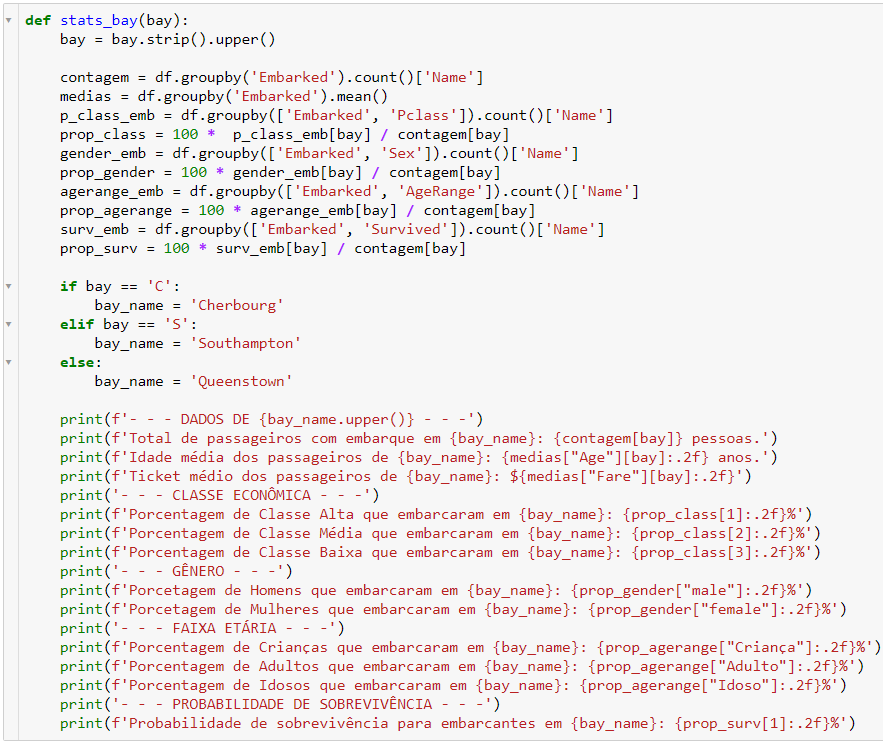 def stats_bay(bay):
    bay = bay.strip().upper()

    contagem = df.groupby('Embarked').count()['Name']
    medias = df.groupby('Embarked').mean()
    p_class_emb = df.groupby(['Embarked', 'Pclass']).count()['Name']
    prop_class = 100 *  p_class_emb[bay] / contagem[bay]
    gender_emb = df.groupby(['Embarked', 'Sex']).count()['Name']
    prop_gender = 100 * gender_emb[bay] / contagem[bay]
    agerange_emb = df.groupby(['Embarked', 'AgeRange']).count()['Name']
    prop_agerange = 100 * agerange_emb[bay] / contagem[bay]
    surv_emb = df.groupby(['Embarked', 'Survived']).count()['Name']
    prop_surv = 100 * surv_emb[bay] / contagem[bay]

    if bay == 'C':
        bay_name = 'Cherbourg'
    elif bay == 'S':
        bay_name = 'Southampton'
    else:
        bay_name = 'Queenstown'

    print(f'- - - DADOS DE {bay_name.upper()} - - -')
    print(f'Total de passageiros com embarque em {bay_name}: {contagem[bay]} pessoas.')
    print(f'Idade média dos passageiros de {bay_name}: {medias["Age"][bay]:.2f} anos.')
    print(f'Ticket médio dos passageiros de {bay_name}: ${medias["Fare"][bay]:.2f}')
    print('- - - CLASSE ECONÔMICA - - -')
    print(f'Porcentagem de Classe Alta que embarcaram em {bay_name}: {prop_class[1]:.2f}%')
    print(f'Porcentagem de Classe Média que embarcaram em {bay_name}: {prop_class[2]:.2f}%')
    print(f'Porcentagem de Classe Baixa que embarcaram em {bay_name}: {prop_class[3]:.2f}%')
    print('- - - GÊNERO - - -')
    print(f'Porcetagem de Homens que embarcaram em {bay_name}: {prop_gender["male"]:.2f}%')
    print(f'Porcetagem de Mulheres que embarcaram em {bay_name}: {prop_gender["female"]:.2f}%')
    print('- - - FAIXA ETÁRIA - - -')
    print(f'Porcentagem de Crianças que embarcaram em {bay_name}: {prop_agerange["Criança"]:.2f}%')
    print(f'Porcentagem de Adultos que embarcaram em {bay_name}: {prop_agerange["Adulto"]:.2f}%')
    print(f'Porcentagem de Idosos que embarcaram em {bay_name}: {prop_agerange["Idoso"]:.2f}%')
    print('- - - PROBABILIDADE DE SOBREVIVÊNCIA - - -')
    print(f'Probabilidade de sobrevivência para embarcantes em {bay_name}: {prop_surv[1]:.2f}%')